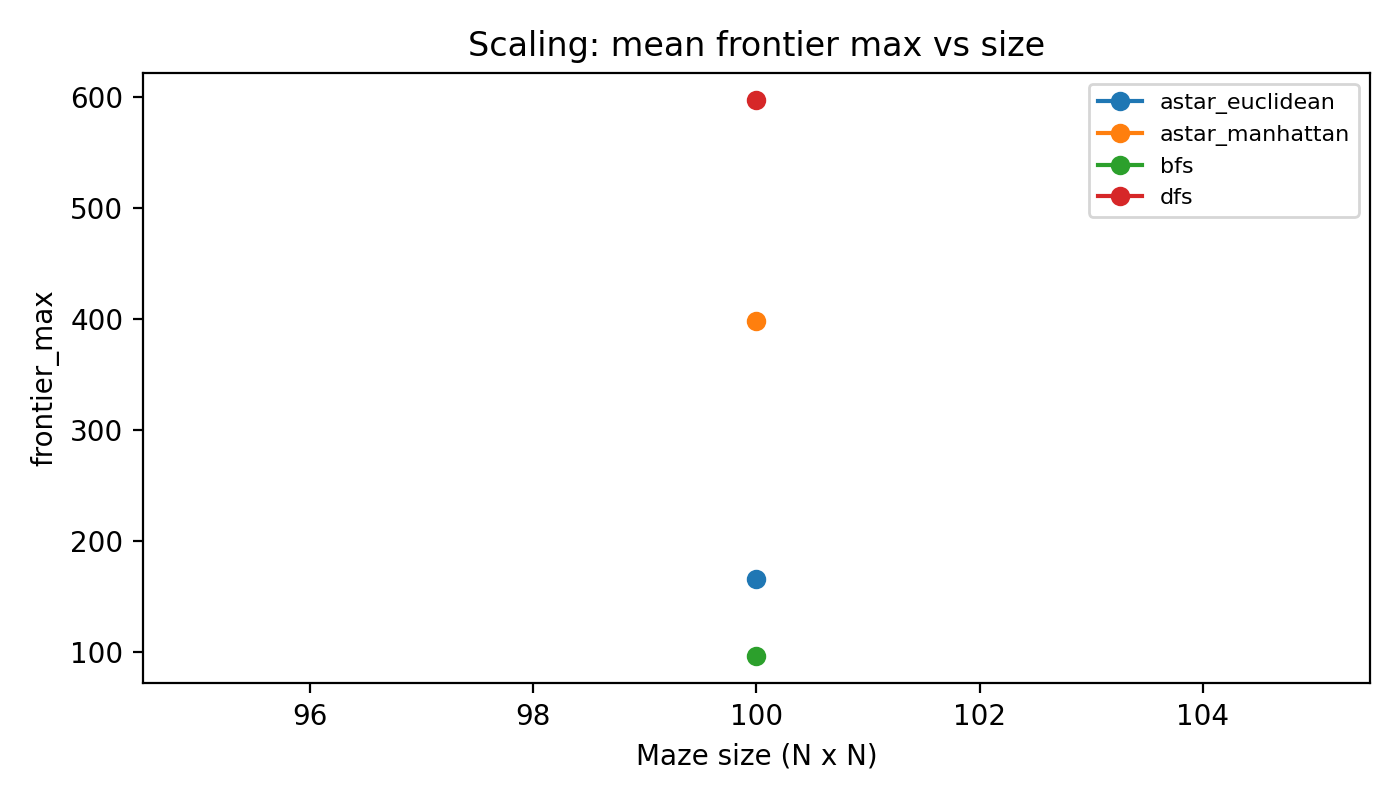 Scaling: mean frontier max vs size
astar_euclidean
astar_manhattan
bfs
dfs
600
500
400
300
200
100
frontier_max
96 98 100 102 104
Maze size (N x N)